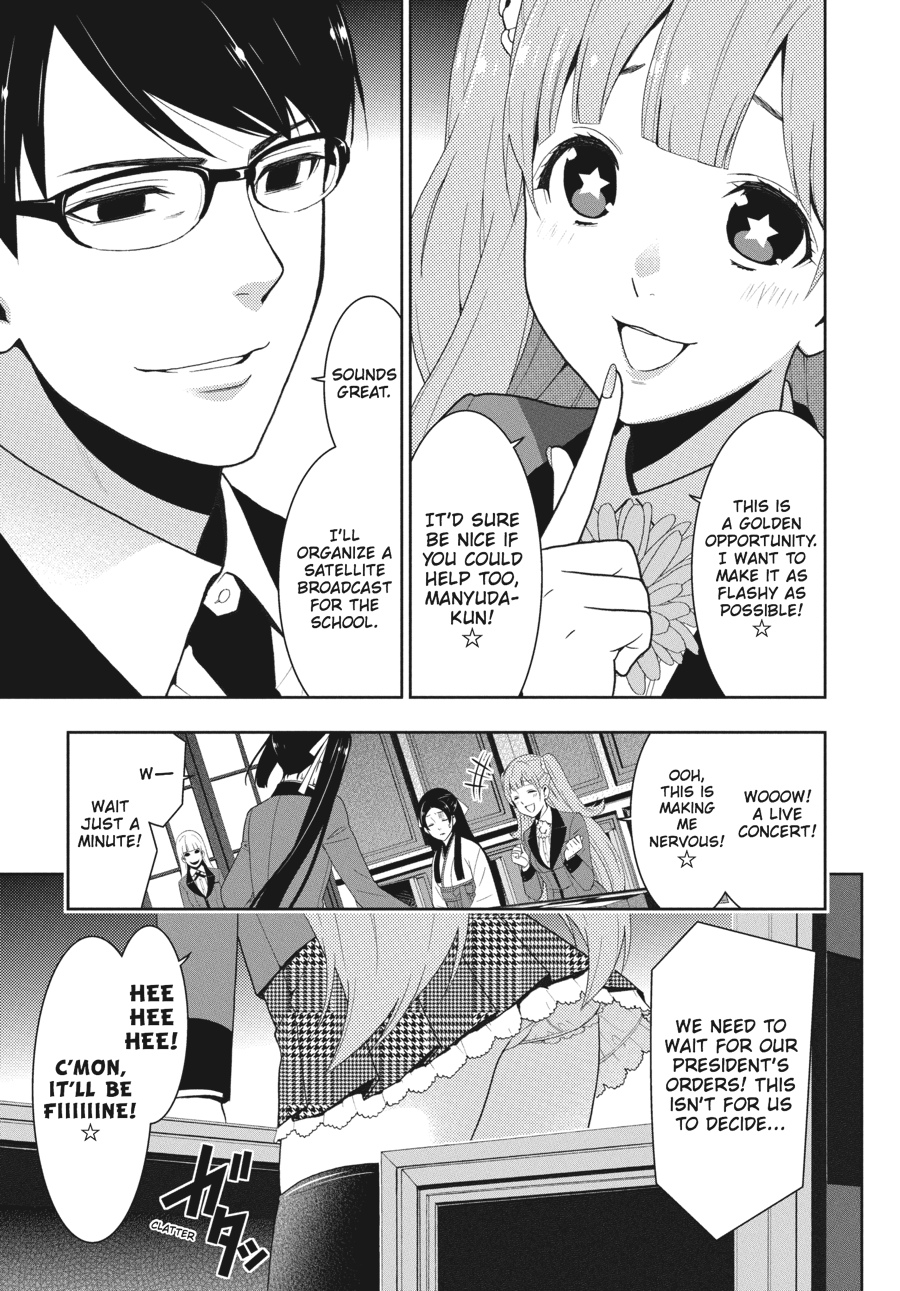 THIS IS
A GOLDEN
OPPORTUNITY.
I WANT TO
MAKE IT AS
FLASHY AS
POSSIBLE!
☆
IT'D SURE
BE NICE IF
YOU COULD
HELP TOO,
MANYUDA-
KUN!
☆
SOUNDS
GREAT.
I'LL
ORGANIZE A
SATELLITE
BROADCAST
FOR THE
SCHOOL.
WOOOW!
A LIVE
CONCERT!
OOH,
THIS IS
MAKING
ME
NERVOUS!
☆
W—
WAIT
JUST A
MINUTE!
WE NEED TO
WAIT FOR OUR
PRESIDENT'S
ORDERS! THIS
ISN'T FOR US
TO DECIDE...
ガタッ
CLATTER
HEE
HEE
HEE!
C'MON,
IT'LL BE
FIIIIIINE!
☆